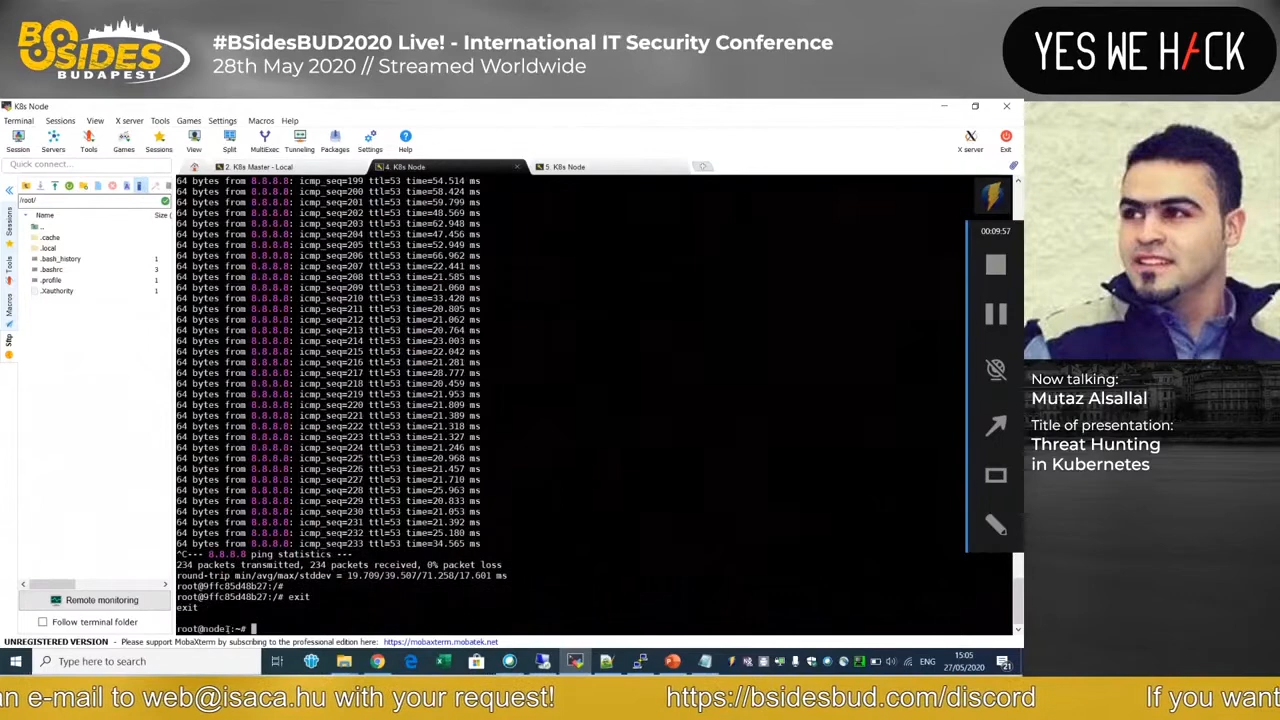 BSIDES
BUDAPEST
#BSidesBUD2020 Live! - International IT Security Conference
28th May 2020 // Streamed Worldwide
YES WE H/CK
K8s Node
Terminal Sessions View X server Tools Games Settings Macros Help
Session Servers Tools Games Sessions View Split MultiExec Tunneling Packages Settings Help X server Exit
Quick connect...
2. K8s Master - Local
4. K8s Node
5. K8s Node
/root/
Name Size (
..
.cache
.local
.bash_history 1
.bashrc 3
.profile 1
.Xauthority 1
Sessions
Tools
Macros
Sftp
64 bytes from 8.8.8.8: icmp_seq=199 ttl=53 time=54.514 ms
64 bytes from 8.8.8.8: icmp_seq=200 ttl=53 time=58.424 ms
64 bytes from 8.8.8.8: icmp_seq=201 ttl=53 time=59.799 ms
64 bytes from 8.8.8.8: icmp_seq=202 ttl=53 time=48.569 ms
64 bytes from 8.8.8.8: icmp_seq=203 ttl=53 time=62.948 ms
64 bytes from 8.8.8.8: icmp_seq=204 ttl=53 time=47.456 ms
64 bytes from 8.8.8.8: icmp_seq=205 ttl=53 time=52.949 ms
64 bytes from 8.8.8.8: icmp_seq=206 ttl=53 time=66.962 ms
64 bytes from 8.8.8.8: icmp_seq=207 ttl=53 time=22.441 ms
64 bytes from 8.8.8.8: icmp_seq=208 ttl=53 time=21.585 ms
64 bytes from 8.8.8.8: icmp_seq=209 ttl=53 time=21.060 ms
64 bytes from 8.8.8.8: icmp_seq=210 ttl=53 time=33.428 ms
64 bytes from 8.8.8.8: icmp_seq=211 ttl=53 time=20.805 ms
64 bytes from 8.8.8.8: icmp_seq=212 ttl=53 time=21.062 ms
64 bytes from 8.8.8.8: icmp_seq=213 ttl=53 time=20.764 ms
64 bytes from 8.8.8.8: icmp_seq=214 ttl=53 time=23.003 ms
64 bytes from 8.8.8.8: icmp_seq=215 ttl=53 time=22.042 ms
64 bytes from 8.8.8.8: icmp_seq=216 ttl=53 time=21.281 ms
64 bytes from 8.8.8.8: icmp_seq=217 ttl=53 time=28.777 ms
64 bytes from 8.8.8.8: icmp_seq=218 ttl=53 time=20.459 ms
64 bytes from 8.8.8.8: icmp_seq=219 ttl=53 time=21.953 ms
64 bytes from 8.8.8.8: icmp_seq=220 ttl=53 time=21.809 ms
64 bytes from 8.8.8.8: icmp_seq=221 ttl=53 time=21.389 ms
64 bytes from 8.8.8.8: icmp_seq=222 ttl=53 time=21.318 ms
64 bytes from 8.8.8.8: icmp_seq=223 ttl=53 time=21.327 ms
64 bytes from 8.8.8.8: icmp_seq=224 ttl=53 time=21.246 ms
64 bytes from 8.8.8.8: icmp_seq=225 ttl=53 time=20.968 ms
64 bytes from 8.8.8.8: icmp_seq=226 ttl=53 time=21.457 ms
64 bytes from 8.8.8.8: icmp_seq=227 ttl=53 time=21.710 ms
64 bytes from 8.8.8.8: icmp_seq=228 ttl=53 time=25.963 ms
64 bytes from 8.8.8.8: icmp_seq=229 ttl=53 time=20.833 ms
64 bytes from 8.8.8.8: icmp_seq=230 ttl=53 time=21.053 ms
64 bytes from 8.8.8.8: icmp_seq=231 ttl=53 time=21.392 ms
64 bytes from 8.8.8.8: icmp_seq=232 ttl=53 time=25.180 ms
64 bytes from 8.8.8.8: icmp_seq=233 ttl=53 time=34.565 ms
^C--- 8.8.8.8 ping statistics ---
234 packets transmitted, 234 packets received, 0% packet loss
round-trip min/avg/max/stddev = 19.709/39.507/71.258/17.601 ms
root@9ffc85d48b27:/#
root@9ffc85d48b27:/# exit
exit
root@node1:~#
00:09:57
Now talking:
Mutaz Alsallal
Title of presentation:
Threat Hunting
in Kubernetes
Remote monitoring
Follow terminal folder
UNREGISTERED VERSION - Please support MobaXterm by subscribing to the professional edition here: https://mobaxterm.mobatek.net
Type here to search
ENG
15:05
27/05/2020
21
an e-mail to web@isaca.hu with your request! https://bsidesbud.com/discord If you want